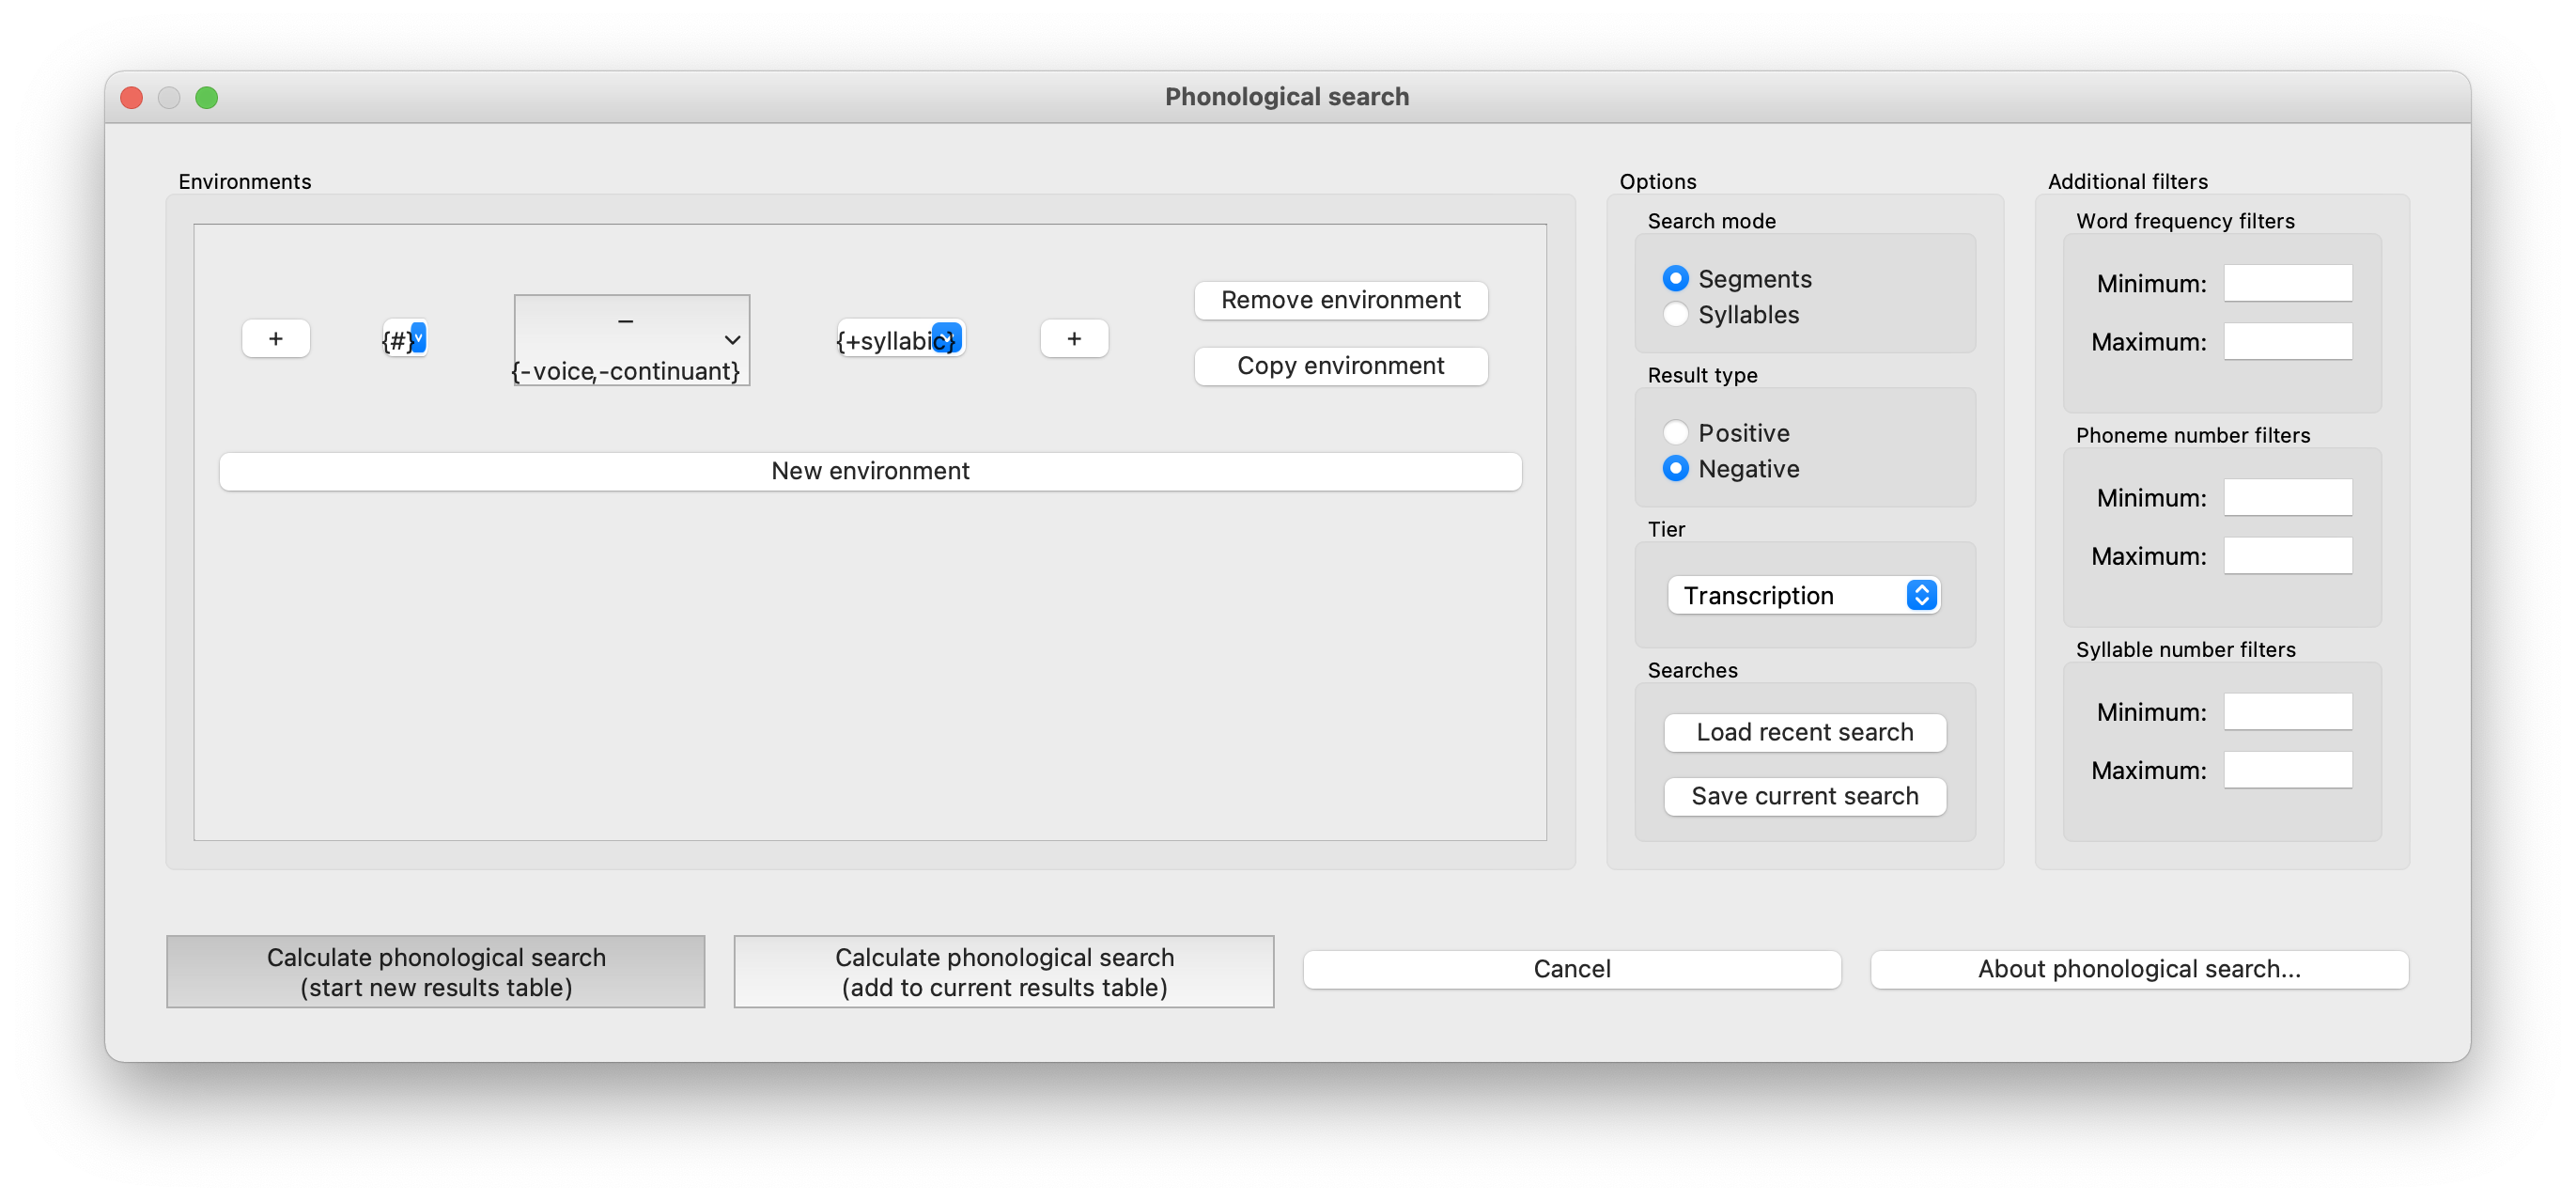 Phonological search
Environments
+
{#}
–
{-voice,-continuant}
{+syllabic}
+
Remove environment
Copy environment
New environment
Options
Search mode
Segments
Syllables
Result type
Positive
Negative
Tier
Transcription
Searches
Load recent search
Save current search
Additional filters
Word frequency filters
Minimum:
Maximum:
Phoneme number filters
Minimum:
Maximum:
Syllable number filters
Minimum:
Maximum:
Calculate phonological search
(start new results table)
Calculate phonological search
(add to current results table)
Cancel
About phonological search...